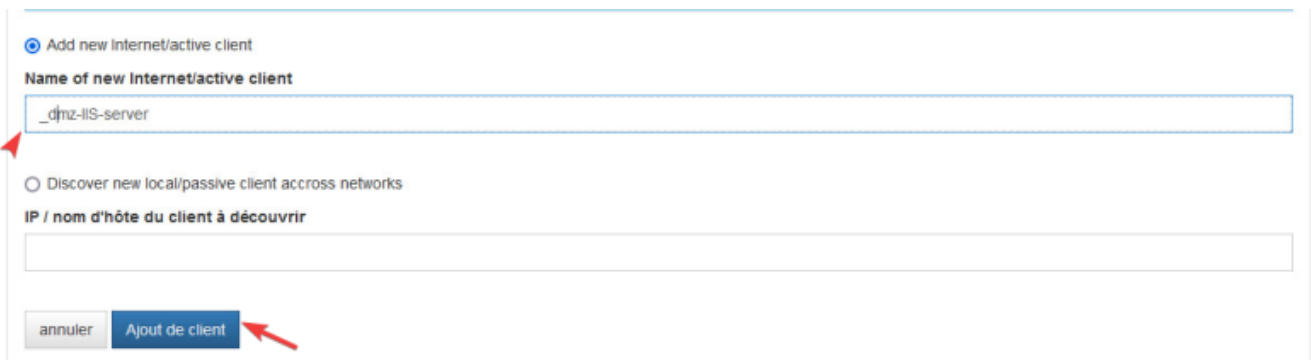 Add new Internet/active client
Name of new Internet/active client
_dmz-IIS-server
Discover new local/passive client accross networks
IP / nom d'hôte du client à découvrir
annuler
Ajout de client